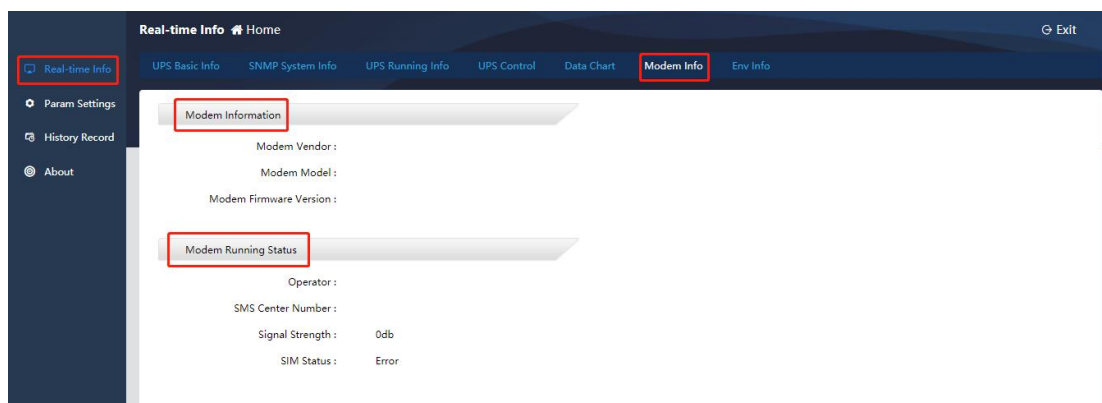 Real-time Info Home
Exit
Real-time Info
Param Settings
History Record
About
UPS Basic Info SNMP System Info UPS Running Info UPS Control Data Chart Modem Info Env Info
Modem Information
Modem Vendor :
Modem Model :
Modem Firmware Version :
Modem Running Status
Operator :
SMS Center Number :
Signal Strength : 0db
SIM Status : Error